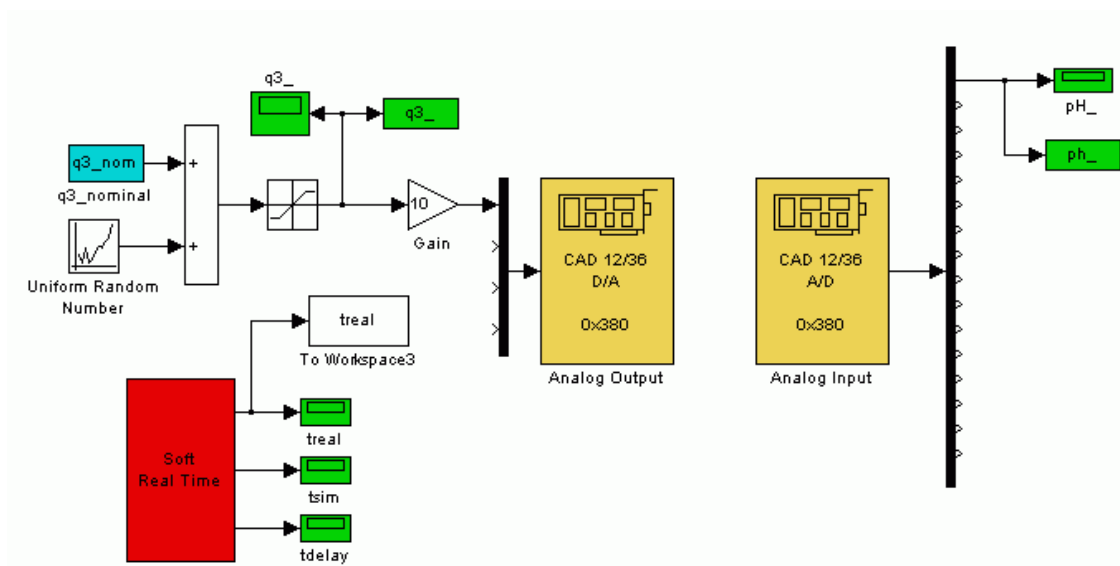 q3_
q3_
q3_nom
+
q3_nominal
+
Uniform Random
Number
10
Gain
CAD 12/36
D/A
0x380
Analog Output
CAD 12/36
A/D
0x380
Analog Input
pH_
ph_
treal
To Workspace3
Soft
Real Time
treal
tsim
tdelay